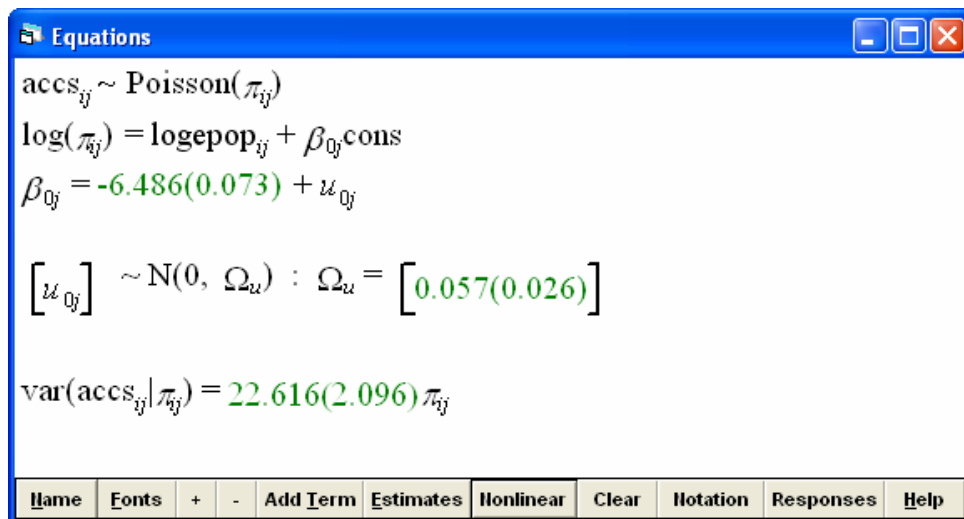 Equations
accs_ij ~ Poisson(π_ij)
log(π_ij) = logepop_ij + β_0j cons
β_0j = -6.486(0.073) + u_0j
[u_0j] ~ N(0, Ω_u) : Ω_u = [0.057(0.026)]
var(accs_ij|π_ij) = 22.616(2.096)π_ij
Name Fonts + - Add Term Estimates Nonlinear Clear Notation Responses Help